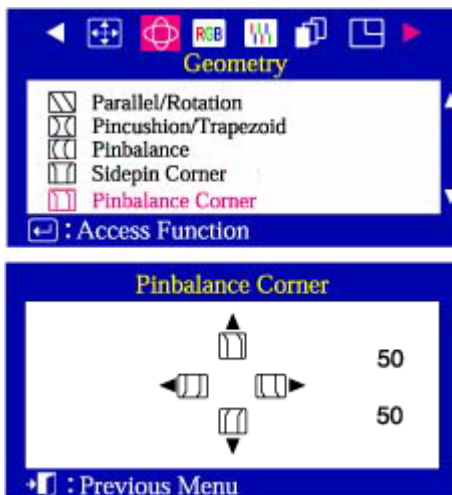 RGB
Geometry
Parallel/Rotation
Pincushion/Trapezoid
Pinbalance
Sidepin Corner
Pinbalance Corner
: Access Function
Pinbalance Corner
50
50
: Previous Menu